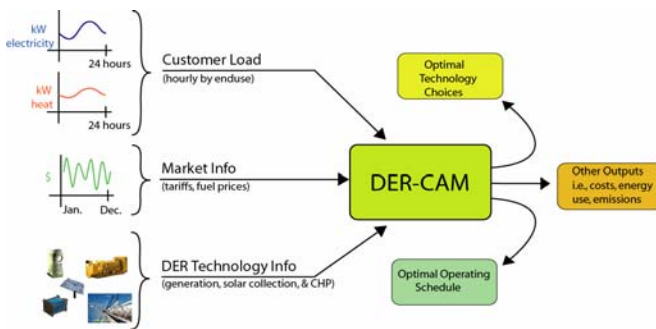 kW
electricity
24 hours
kW
heat
24 hours
Customer Load
(hourly by enduse)
$
Jan.
Dec.
Market Info
(tariffs, fuel prices)
DER Technology Info
(generation, solar collection, & CHP)
DER-CAM
Optimal
Technology
Choices
Other Outputs
i.e., costs, energy
use, emissions
Optimal Operating
Schedule